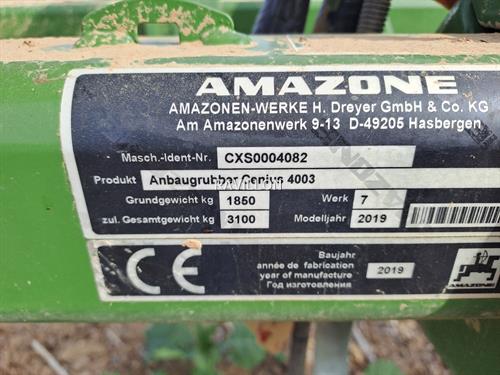 AMAZONE
AMAZONEN-WERKE H. Dreyer GmbH & Co. KG
Am Amazonenwerk 9-13 D-49205 Hasbergen
Masch.-Ident-Nr. CXS0004082
Produkt Anbaugrubber Cenius 4003
Grundgewicht kg 1850 Werk 7
zul. Gesamtgewicht kg 3100 Modelljahr 2019
CE
Baujahr
année de fabrication
year of manufacture
Год изготовления
2019
AMAZONE